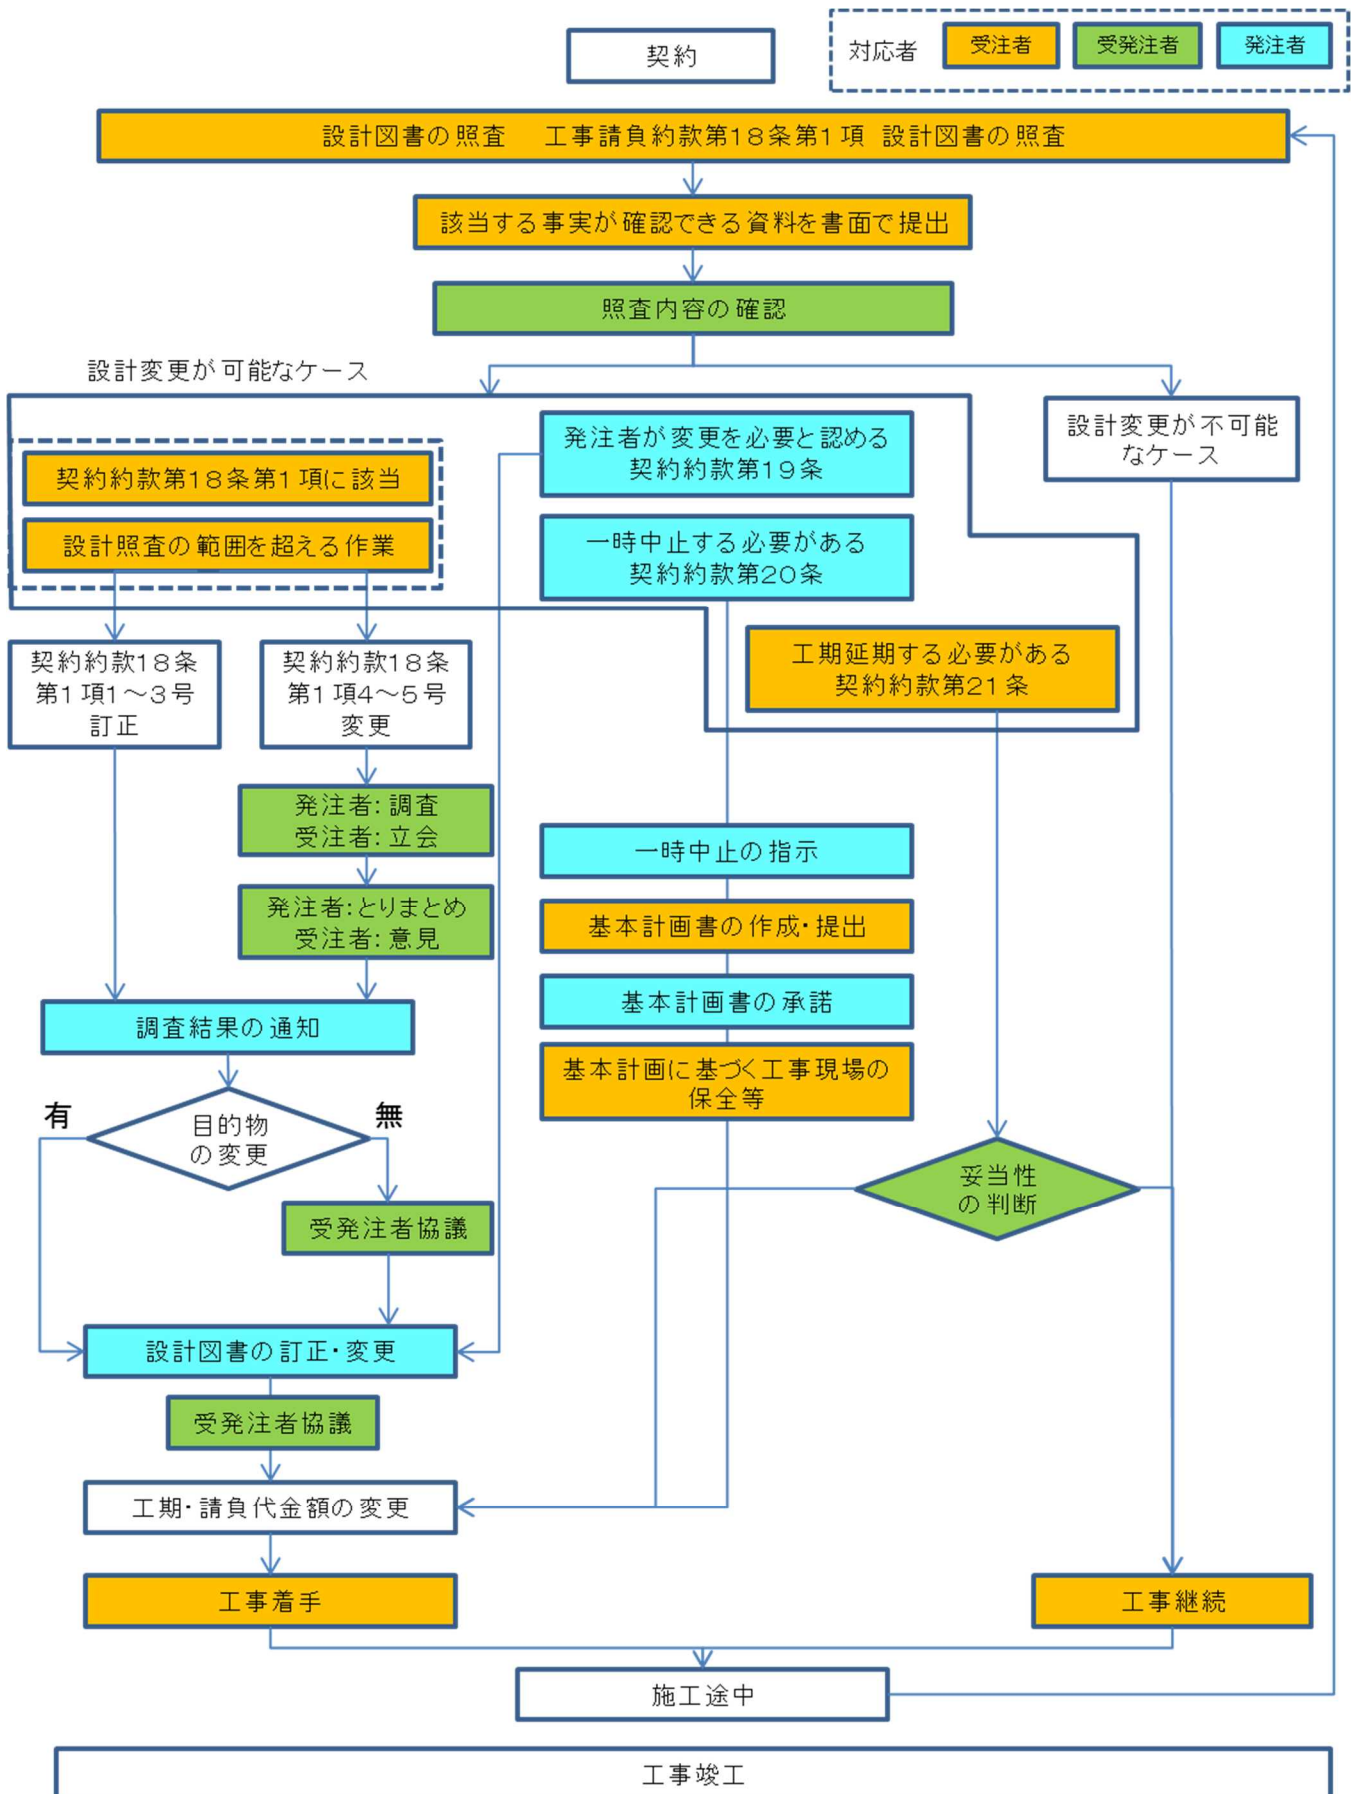 契約
対応者
受注者
受発注者
発注者
設計図書の照査　工事請負約款第18条第1項 設計図書の照査
該当する事実が確認できる資料を書面で提出
照査内容の確認
設計変更が可能なケース
設計変更が不可能
なケース
発注者が変更を必要と認める
契約約款第19条
契約約款第18条第1項に該当
設計照査の範囲を超える作業
一時中止する必要がある
契約約款第20条
工期延期する必要がある
契約約款第21条
契約約款18条
第1項1～3号
訂正
契約約款18条
第1項4～5号
変更
発注者:調査
受注者:立会
発注者:とりまとめ
受注者:意見
一時中止の指示
基本計画書の作成・提出
基本計画書の承諾
基本計画に基づく工事現場の
保全等
調査結果の通知
有
目的物
の変更
無
妥当性
の判断
受発注者協議
設計図書の訂正・変更
受発注者協議
工期・請負代金額の変更
工事着手
工事継続
施工途中
工事竣工